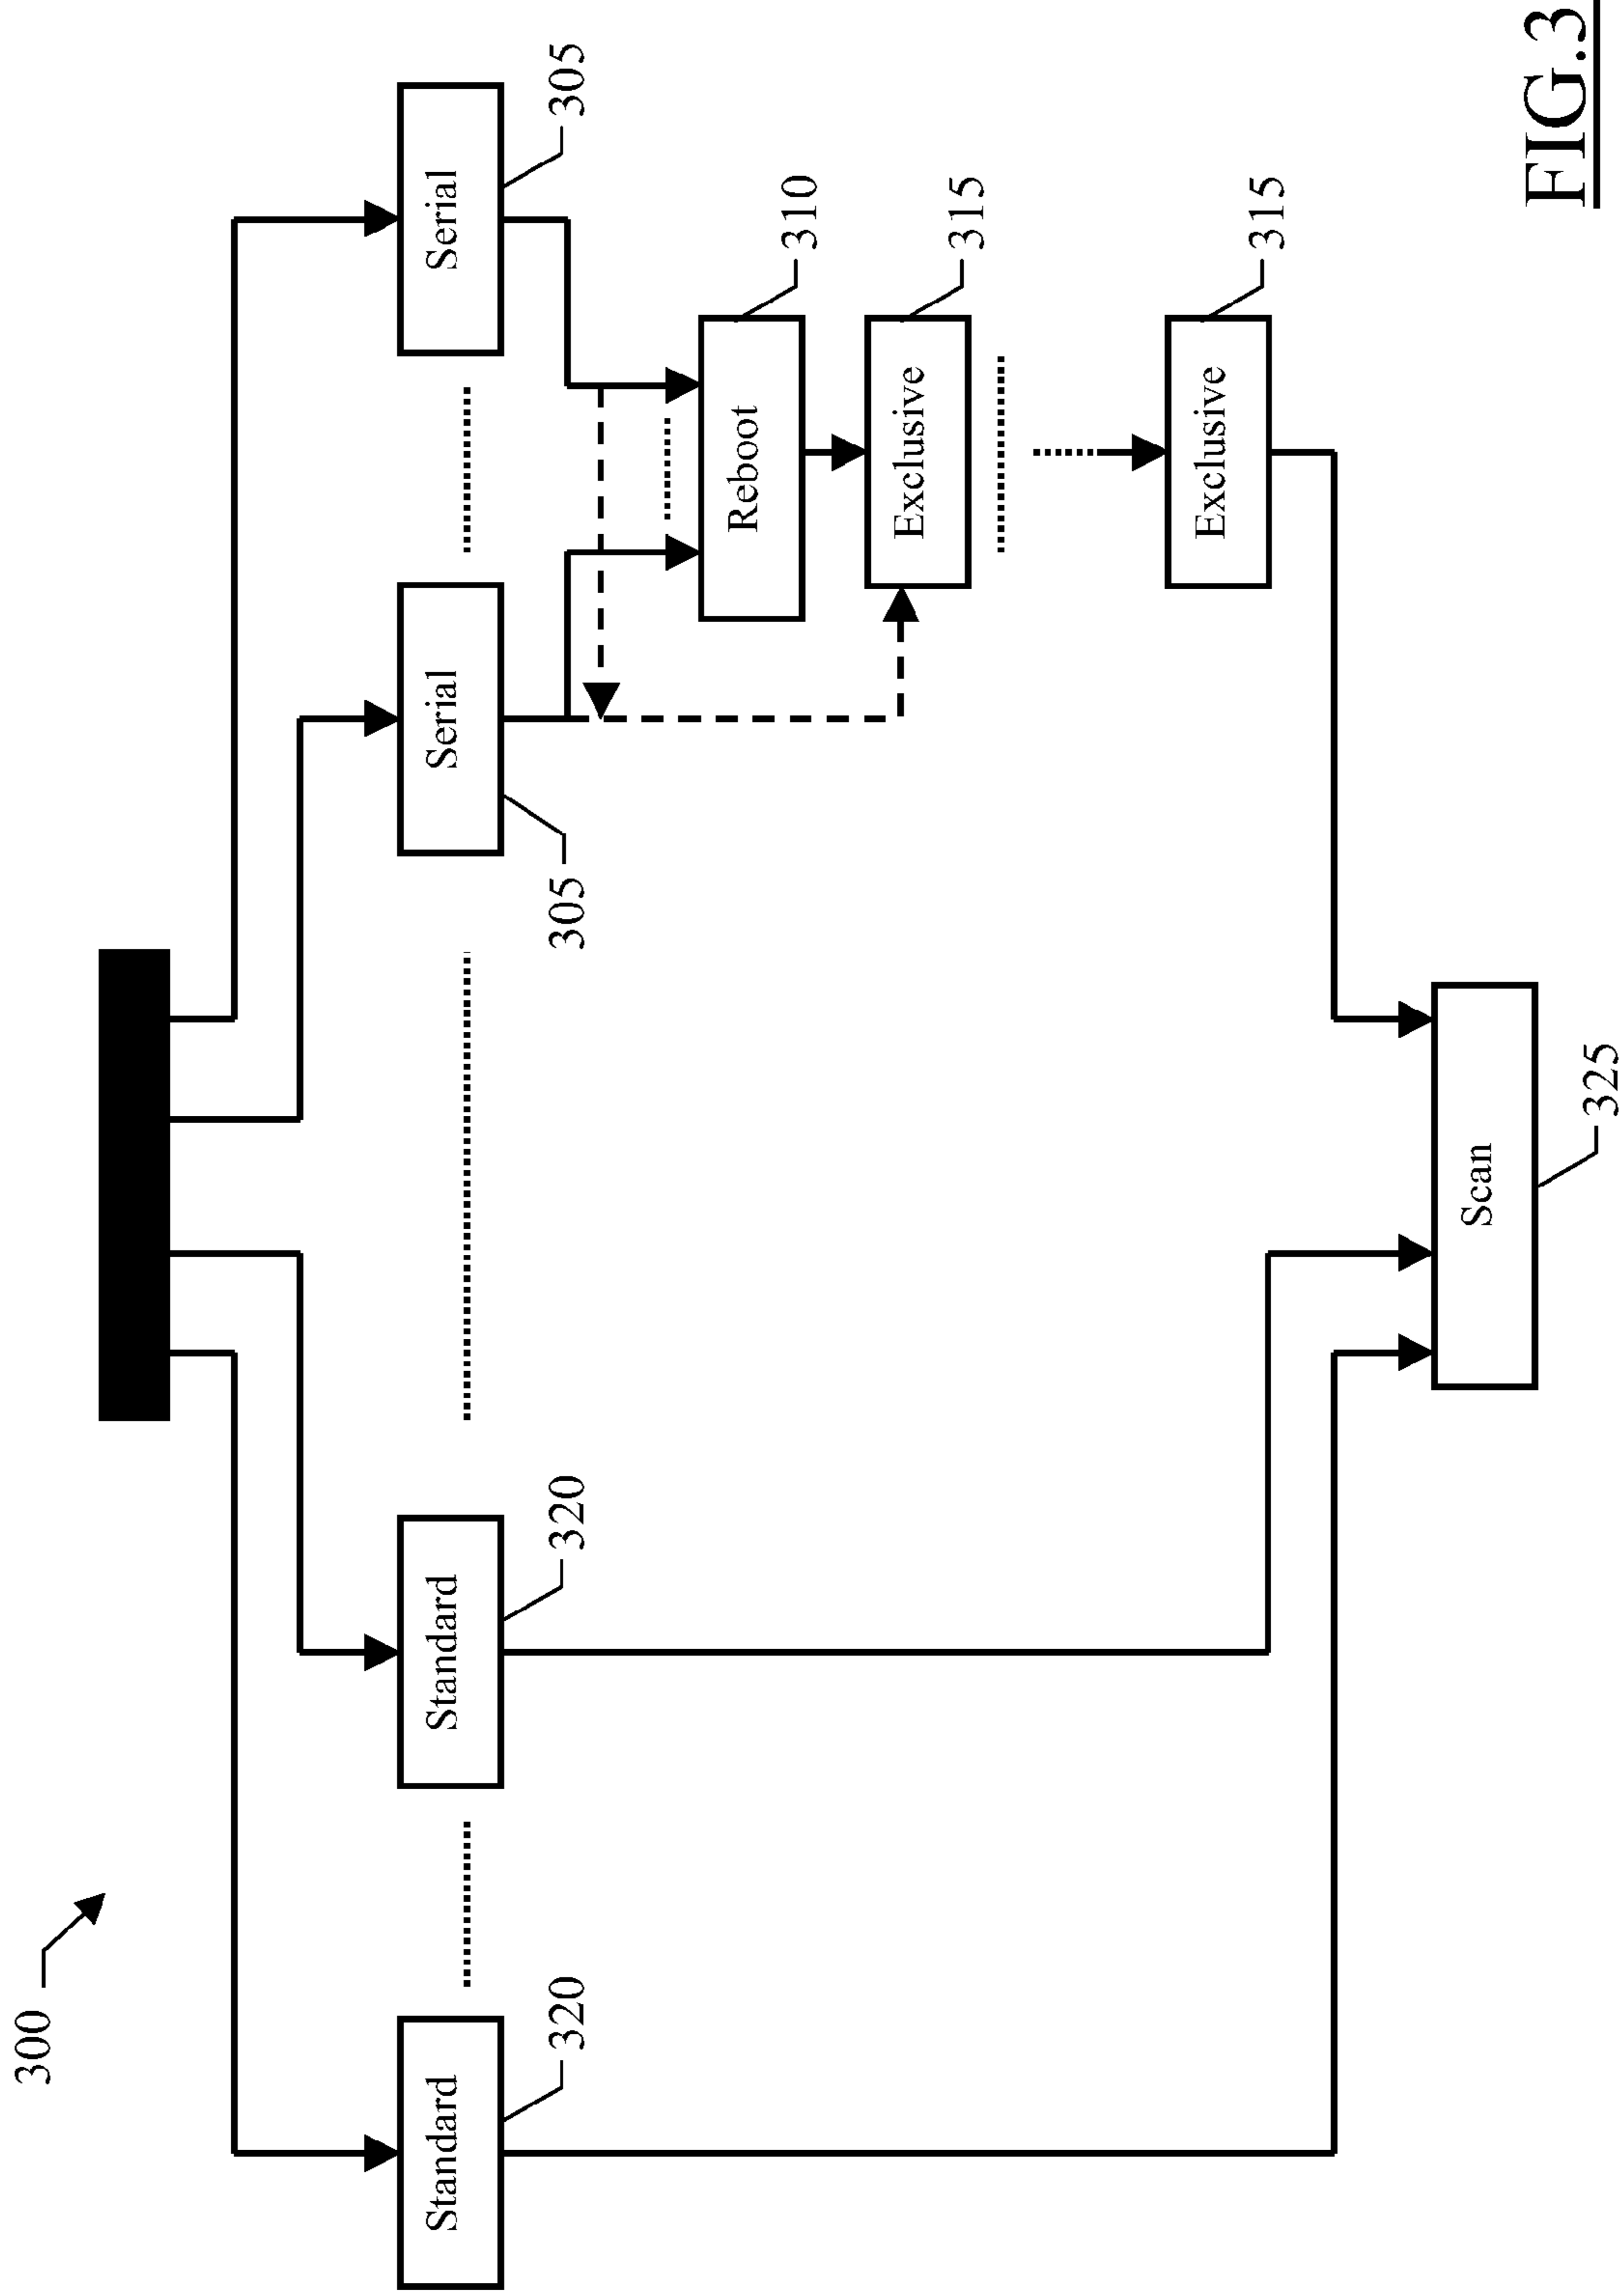 300
Standard
320
Standard
320
Serial
305
Serial
305
Reboot
310
Exclusive
315
Exclusive
315
Scan
325
FIG.3